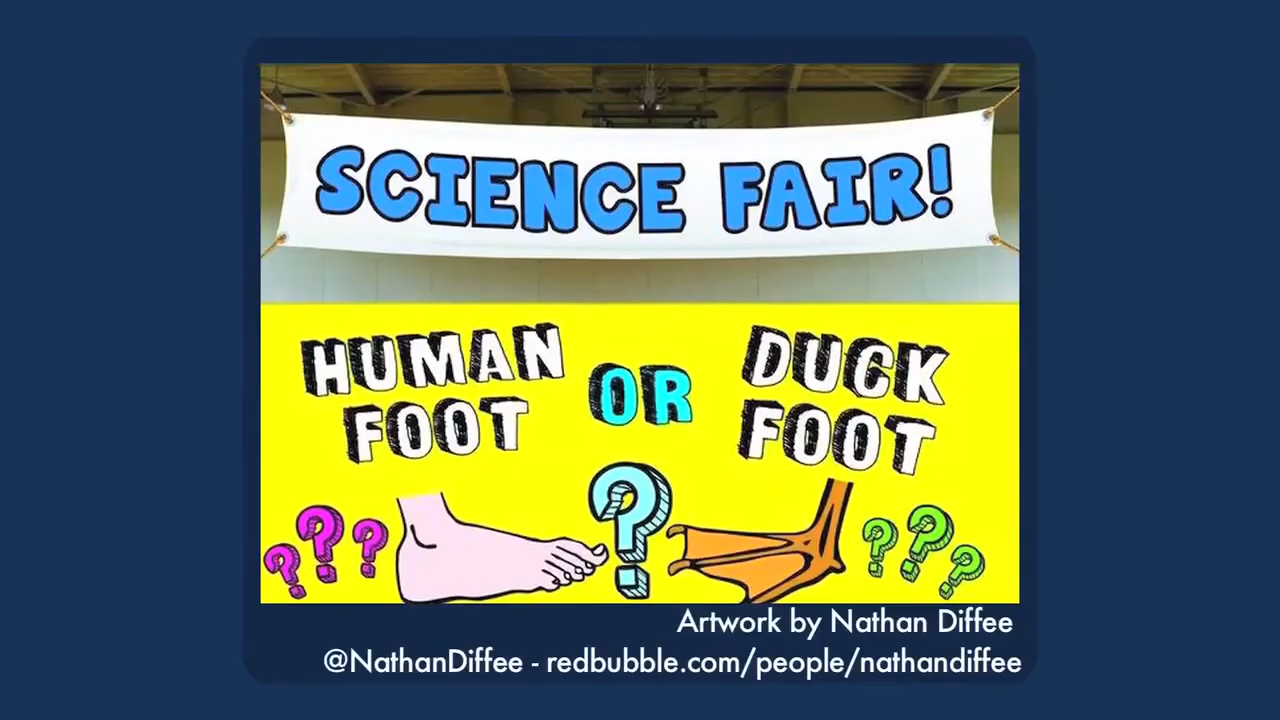 SCIENCE FAIR!
HUMAN FOOT
OR
DUCK FOOT
? ? ?
?
? ? ?
Artwork by Nathan Diffee
@NathanDiffee - redbubble.com/people/nathandiffee